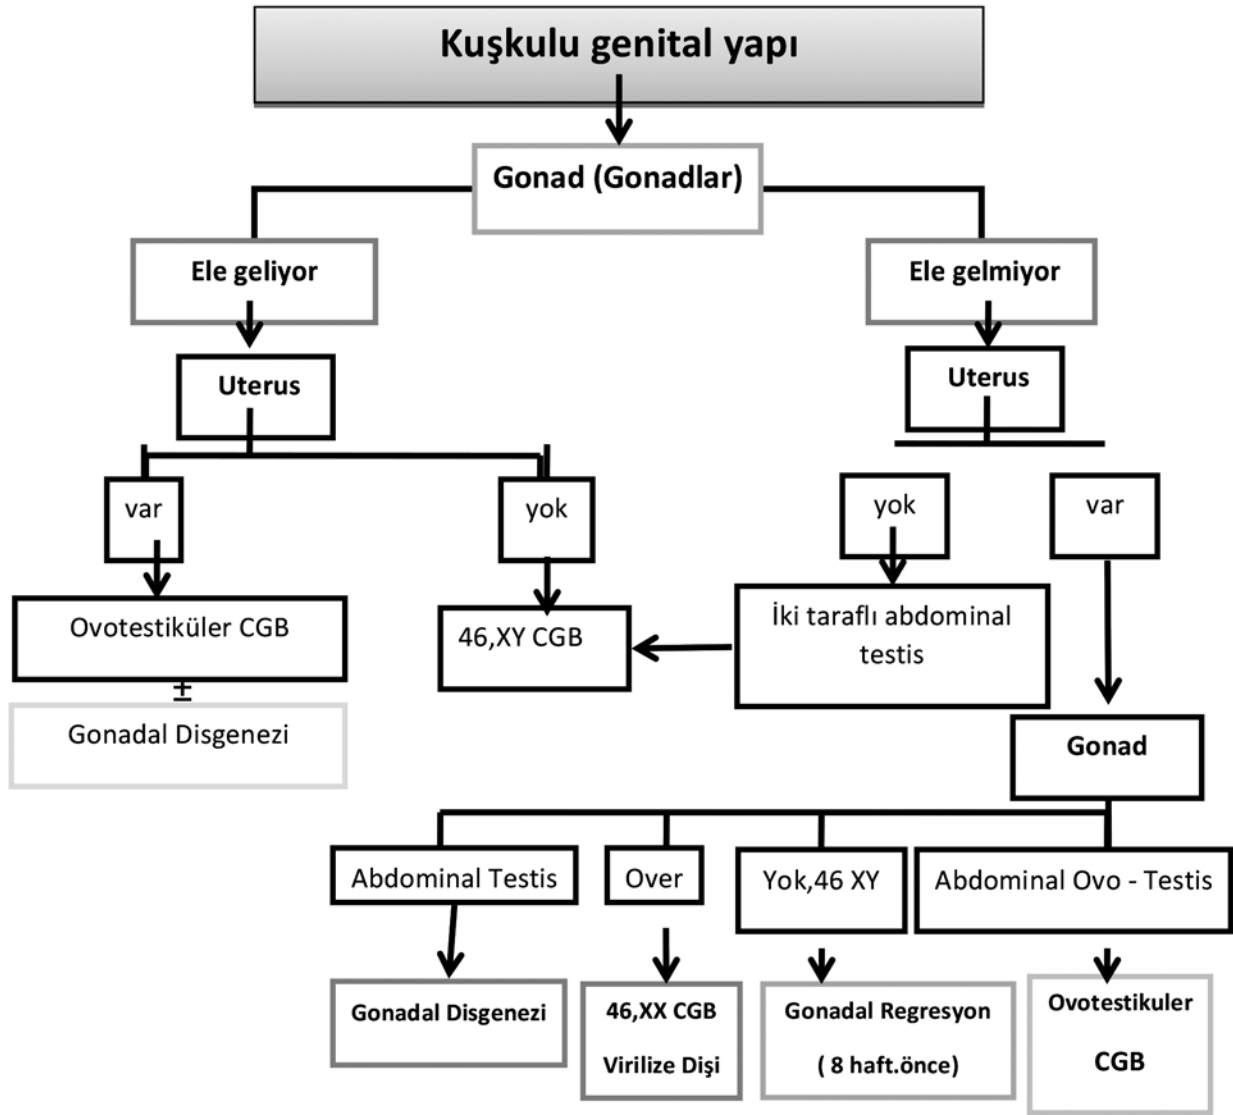 Kuşkulu genital yapı
Gonad (Gonadlar)
Ele geliyor
Ele gelmiyor
Uterus
Uterus
var
yok
yok
var
Ovotestiküler CGB
±
Gonadal Disgenezi
46,XY CGB
İki taraflı abdominal
testis
Gonad
Abdominal Testis
Over
Yok,46 XY
Abdominal Ovo - Testis
Gonadal Disgenezi
46,XX CGB
Virilize Dişi
Gonadal Regresyon
( 8 haft.önce)
Ovotestikuler
CGB